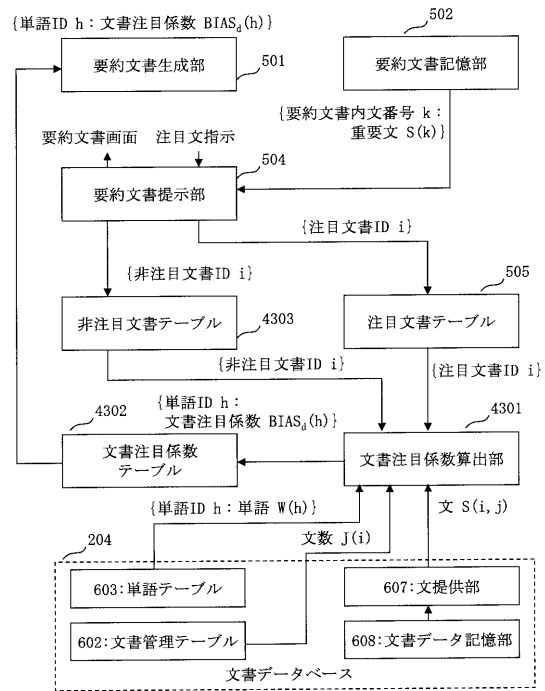 {単語ID h：文書注目係数 BIASd(h)}
502
要約文書生成部
501
要約文書記憶部
{要約文書内文番号 k：
重要文 S(k)}
要約文書画面
注目文指示
504
要約文書提示部
{注目文書ID i}
{非注目文書ID i}
505
非注目文書テーブル
4303
注目文書テーブル
{非注目文書ID i}
{注目文書ID i}
{単語ID h：
文書注目係数 BIASd(h)}
4302
4301
文書注目係数
テーブル
文書注目係数算出部
{単語ID h：単語 W(h)}
文 S(i,j)
文数 J(i)
204
603：単語テーブル
607：文提供部
602：文書管理テーブル
608：文書データ記憶部
文書データベース